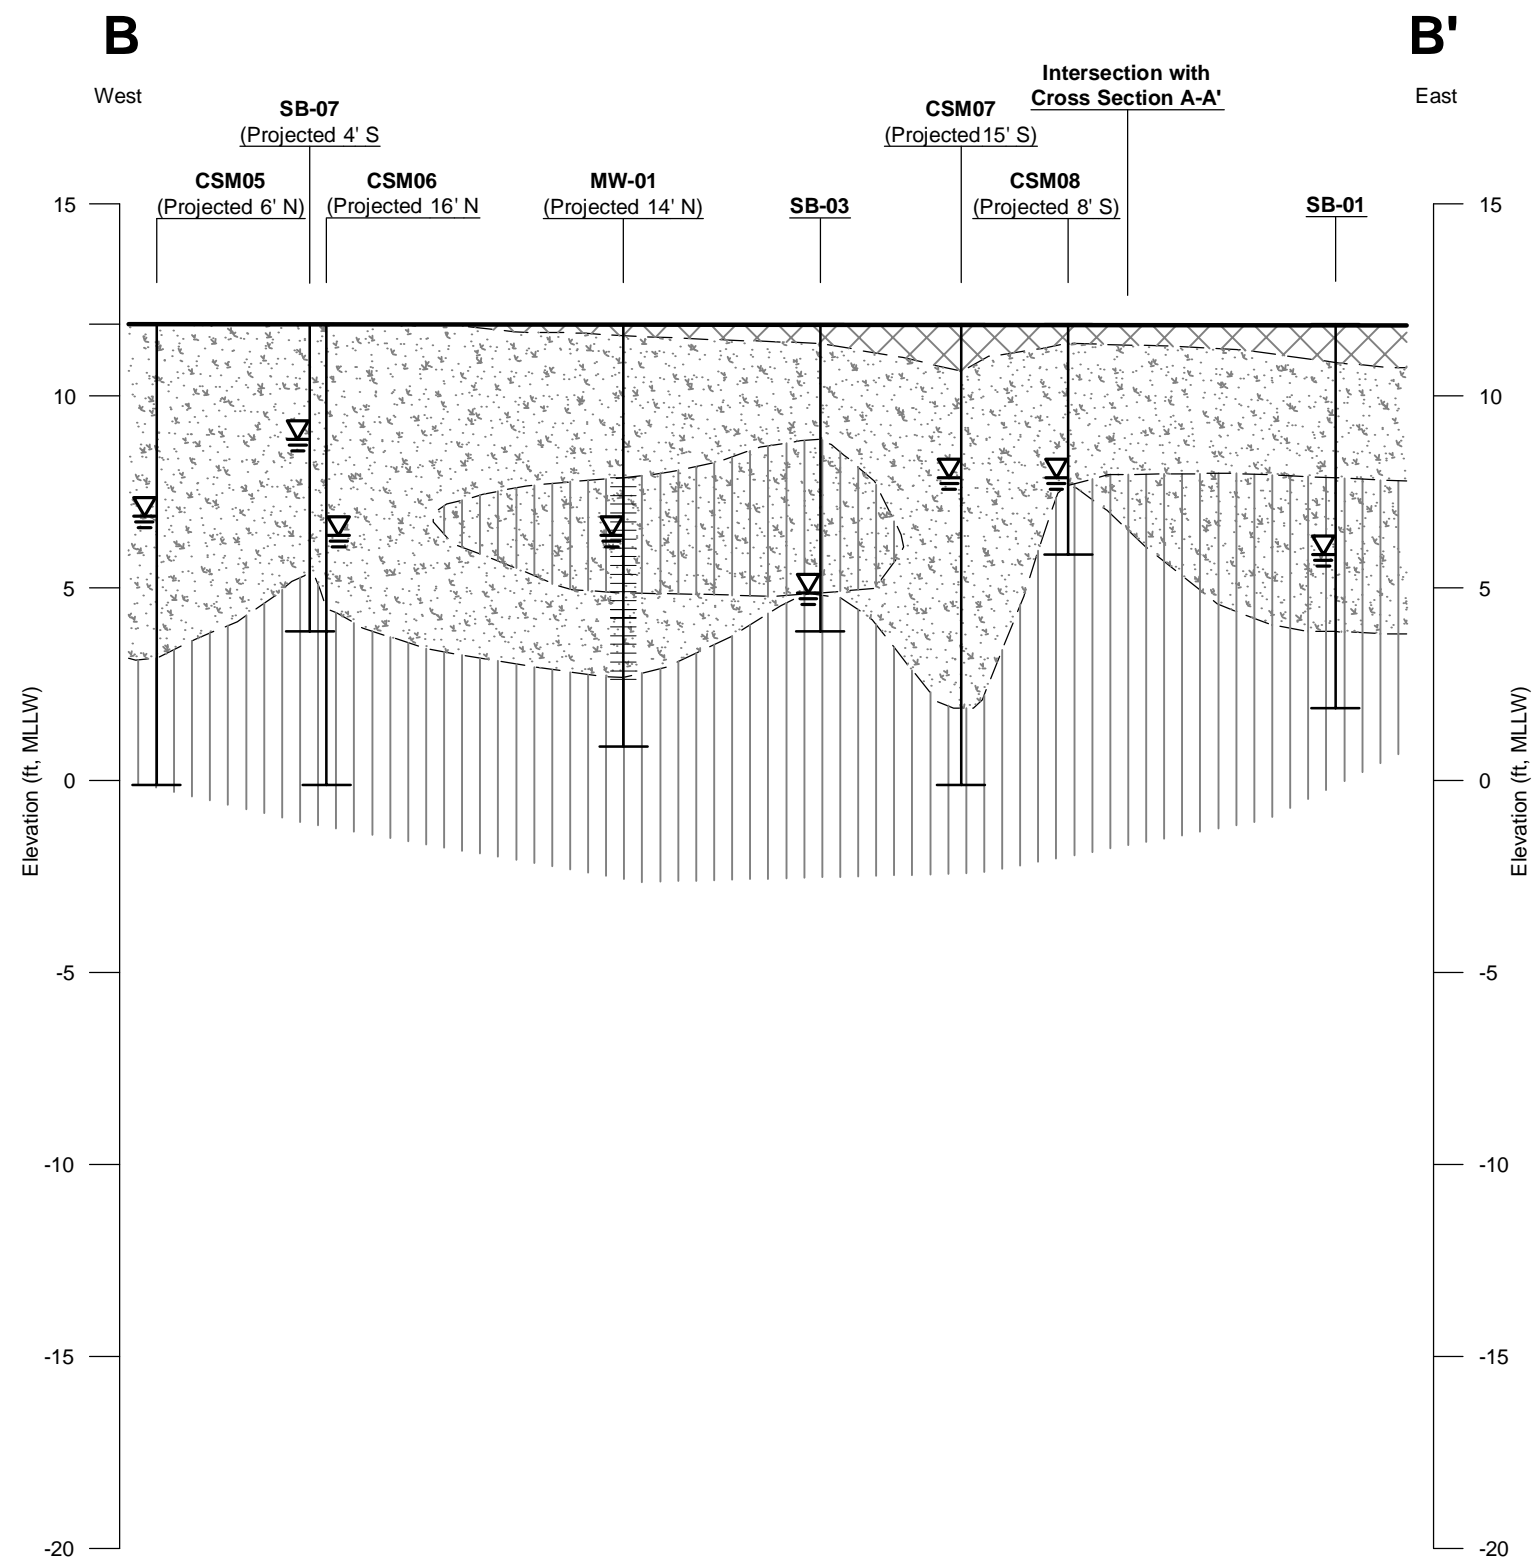 B
B'
West
East
Intersection with
Cross Section A-A'
SB-07
(Projected 4' S
CSM07
(Projected 15' S)
CSM05
(Projected 6' N)
CSM06
(Projected 16' N
MW-01
(Projected 14' N)
SB-03
CSM08
(Projected 8' S)
SB-01
15
10
5
0
-5
-10
-15
-20
Elevation (ft, MLLW)
15
10
5
0
-5
-10
-15
-20
Elevation (ft, MLLW)